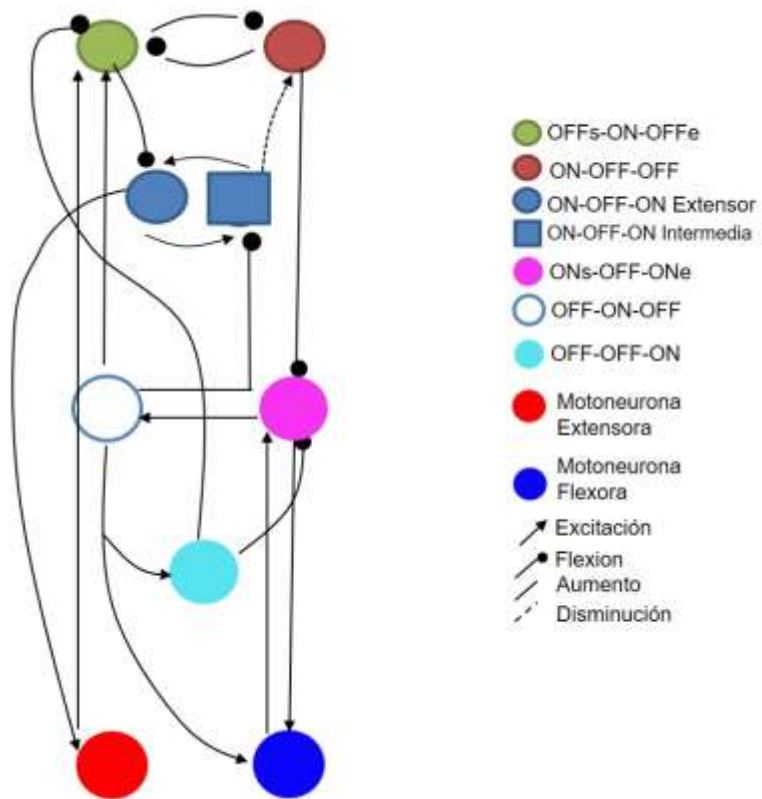 OFFs-ON-OFFe
ON-OFF-OFF
ON-OFF-ON Extensor
ON-OFF-ON Intermedia
ONs-OFF-ONe
OFF-ON-OFF
OFF-OFF-ON
Motoneurona
Extensora
Motoneurona
Flexora
Excitación
Flexion
Aumento
Disminución